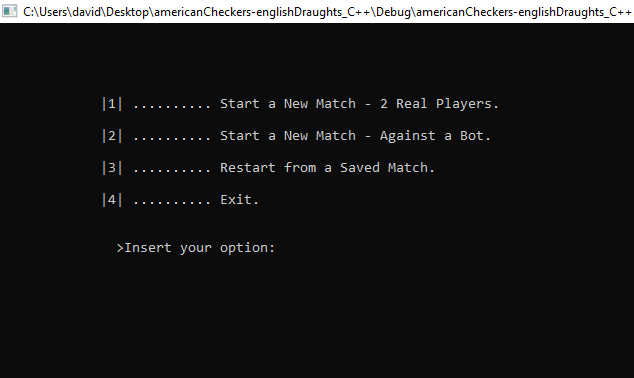 C:\Users\david\Desktop\americanCheckers-englishDraughts_C++\Debug\americanCheckers-englishDraughts_C++
|1| .......... Start a New Match - 2 Real Players.
|2| .......... Start a New Match - Against a Bot.
|3| .......... Restart from a Saved Match.
|4| .......... Exit.
>Insert your option: